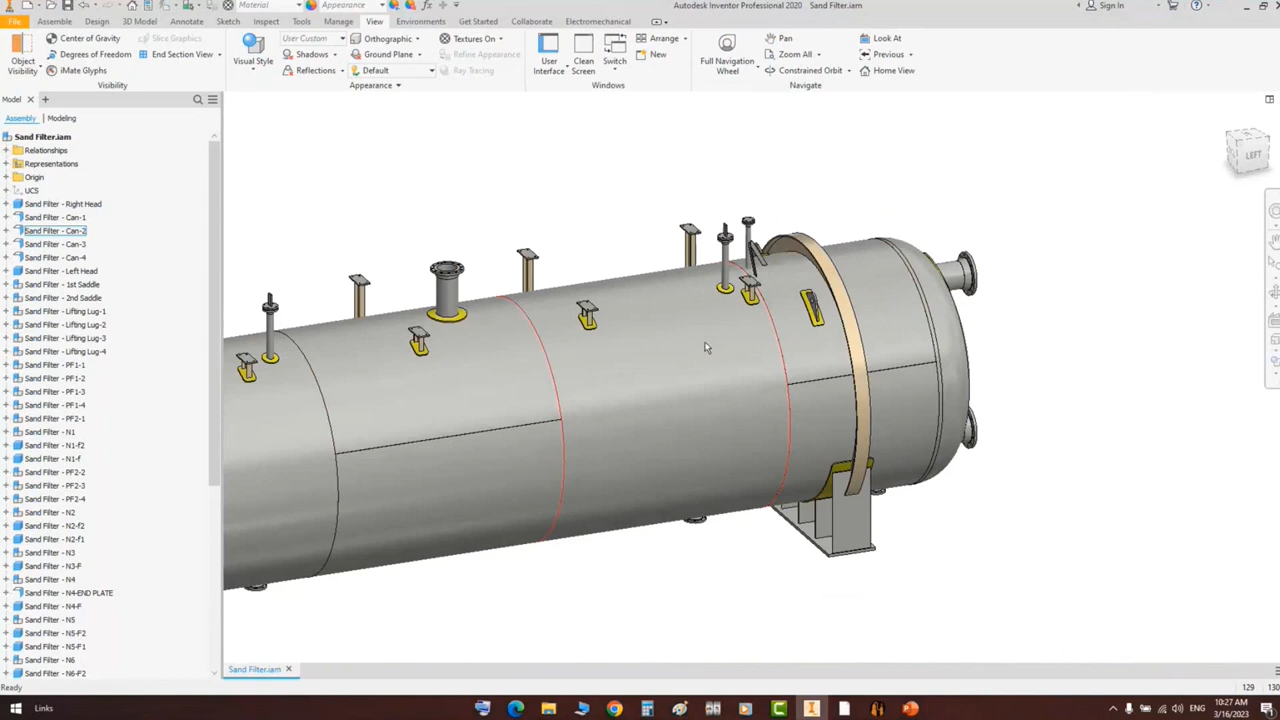 Material
Appearance
Autodesk Inventor Professional 2020 Sand Filter.iam
Sign In
File Assembly Design 3D Model Annotate Sketch Inspect Tools Manage View Environments Get Started Collaborate Electromechanical
Object Visibility
Center of Gravity
Degrees of Freedom
iMate Glyphs
Slice Graphics
End Section View
Visibility
Visual Style
User Custom
Shadows
Reflections
Orthographic
Ground Plane
Default
Textures On
Refine Appearance
Ray Tracing
Appearance
User Interface
Clean Screen
Switch
Arrange
New
Windows
Full Navigation Wheel
Pan
Zoom All
Constrained Orbit
Look At
Previous
Home View
Navigate
Model
Assembly Modeling
Sand Filter.iam
Relationships
Representations
Origin
UCS
Sand Filter - Right Head
Sand Filter - Can-1
Sand Filter - Can-2
Sand Filter - Can-3
Sand Filter - Can-4
Sand Filter - Left Head
Sand Filter - 1st Saddle
Sand Filter - 2nd Saddle
Sand Filter - Lifting Lug-1
Sand Filter - Lifting Lug-2
Sand Filter - Lifting Lug-3
Sand Filter - Lifting Lug-4
Sand Filter - PF1-1
Sand Filter - PF1-2
Sand Filter - PF1-3
Sand Filter - PF1-4
Sand Filter - PF2-1
Sand Filter - N1
Sand Filter - N1-f2
Sand Filter - N1-f
Sand Filter - PF2-2
Sand Filter - PF2-3
Sand Filter - PF2-4
Sand Filter - N2
Sand Filter - N2-f2
Sand Filter - N2-f1
Sand Filter - N3
Sand Filter - N3-F
Sand Filter - N4
Sand Filter - N4-END PLATE
Sand Filter - N4-F
Sand Filter - N5
Sand Filter - N5-F2
Sand Filter - N5-F1
Sand Filter - N6
Sand Filter - N6-F2
LEFT
Sand Filter.iam
Ready
129 130
Links
ENG
10:27 AM
3/16/2023